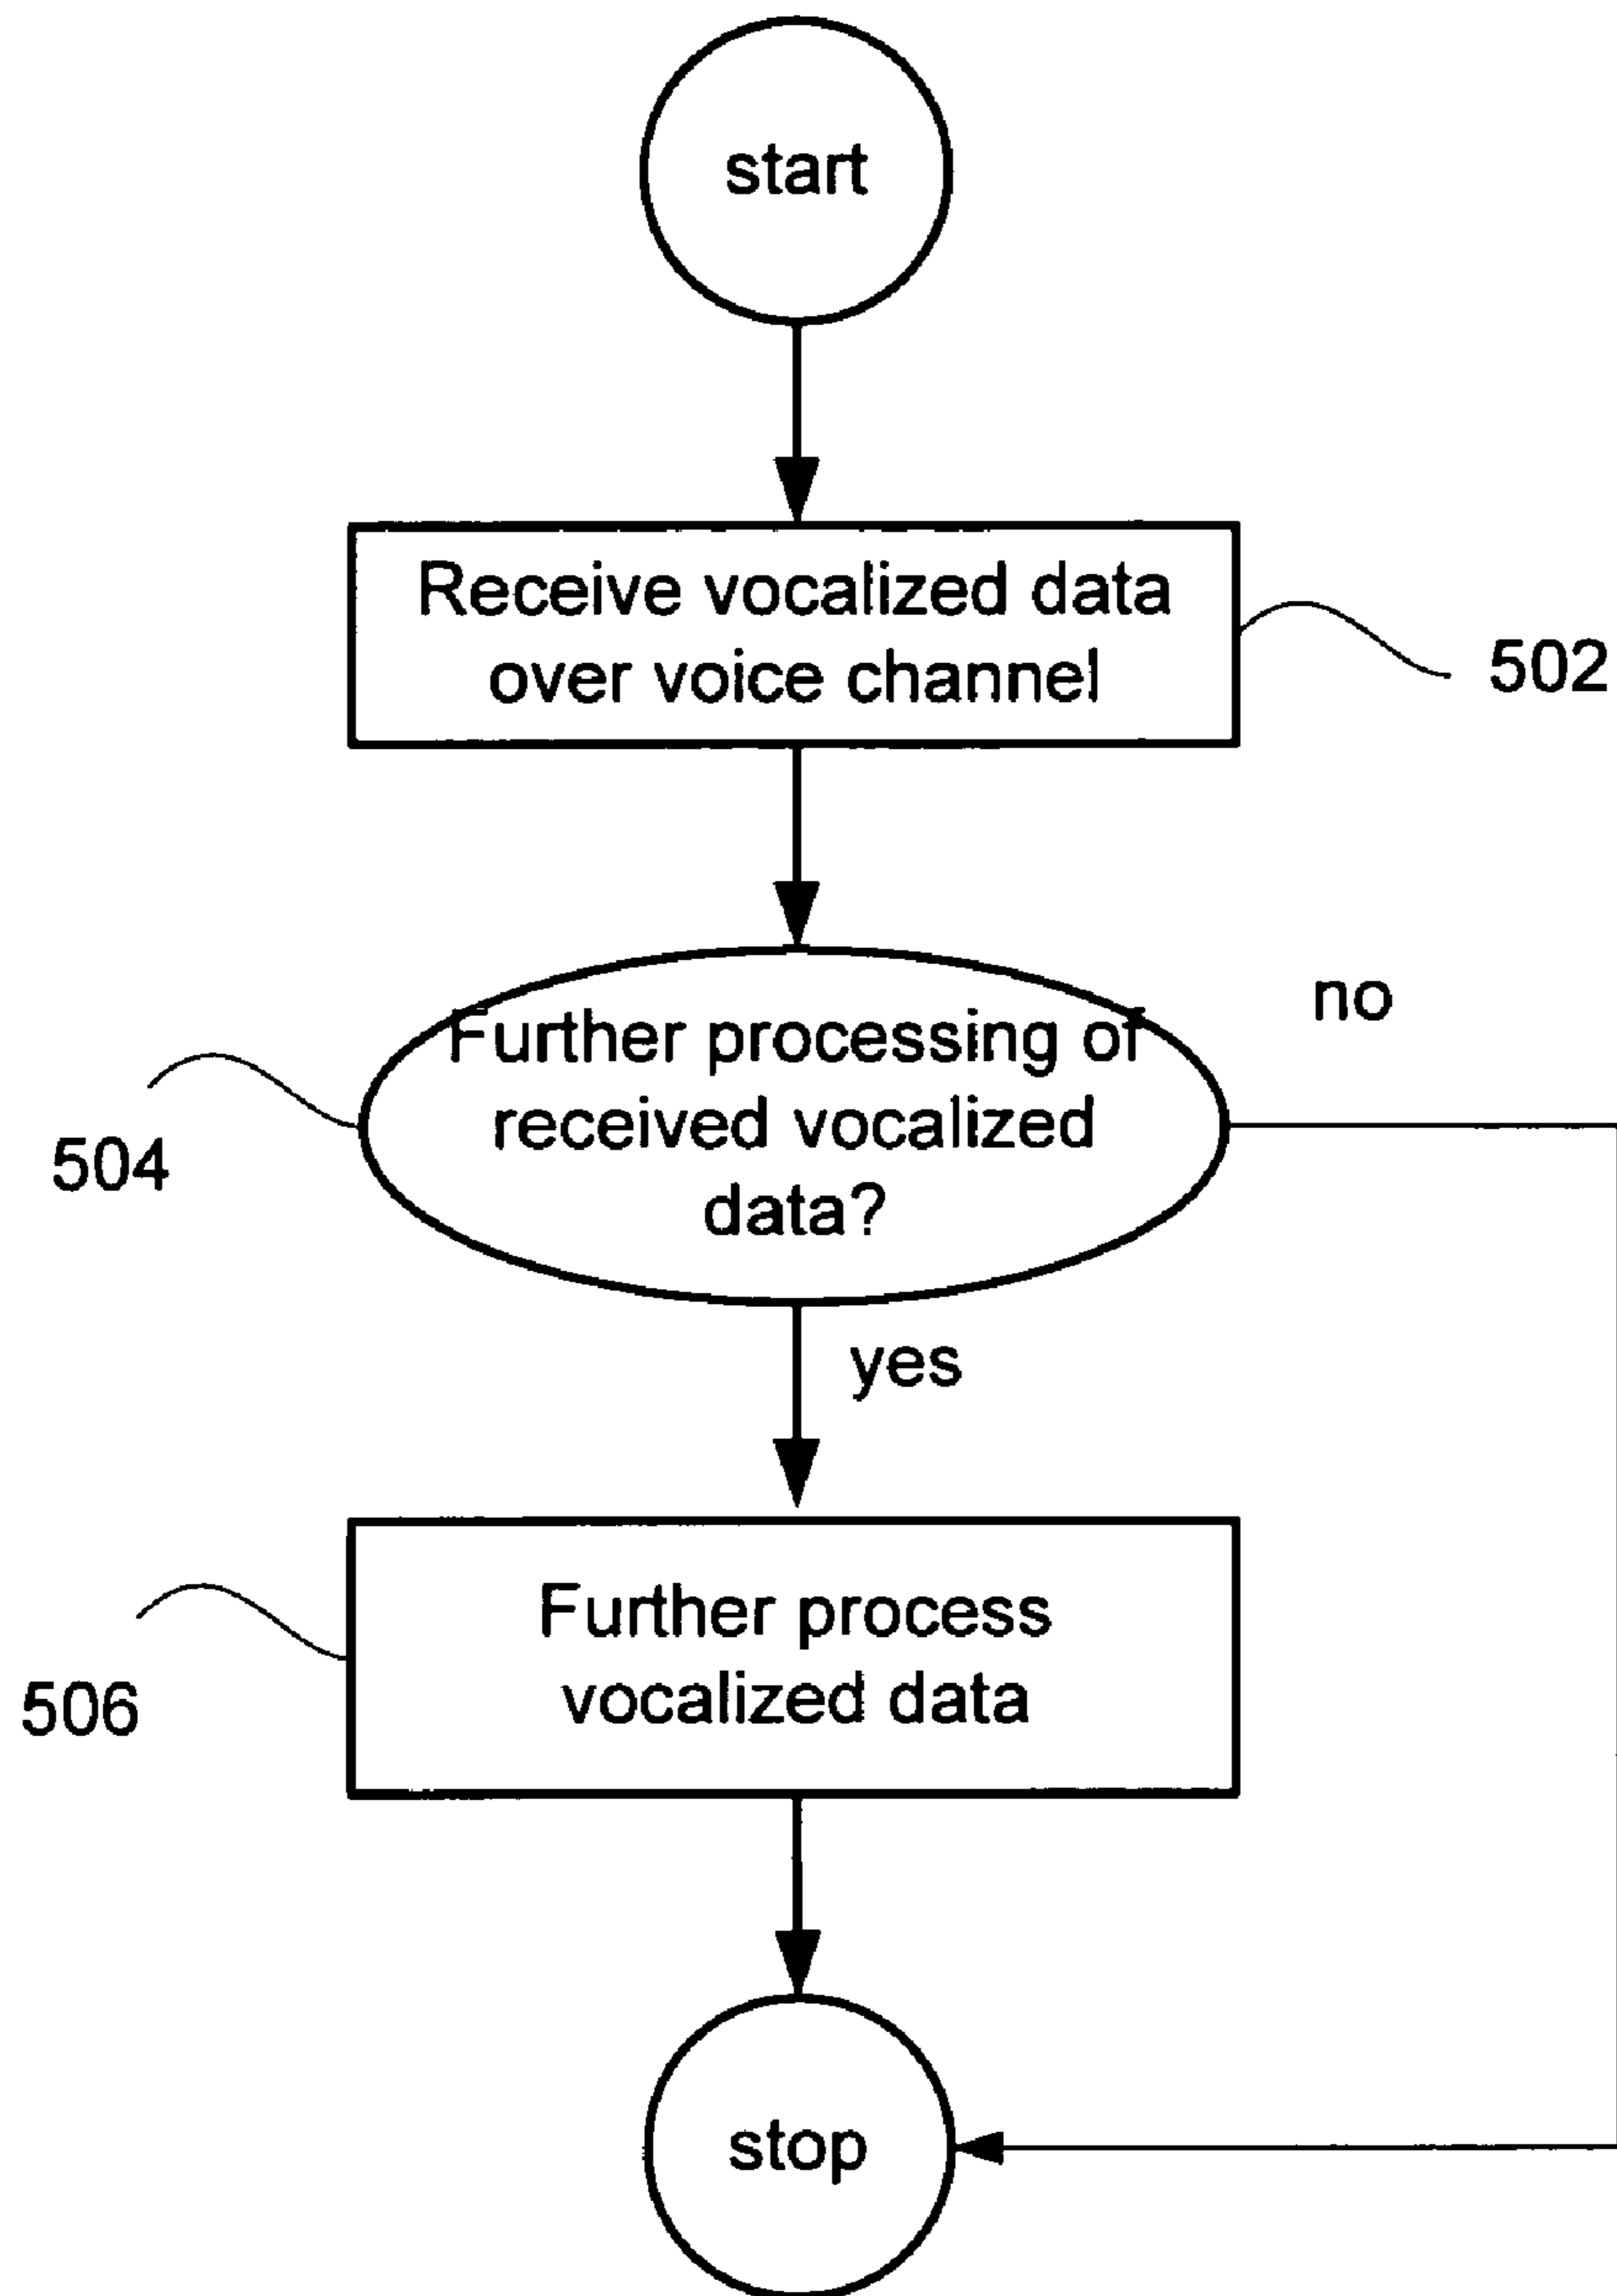 start
Receive vocalized data
over voice channel
502
no
Further processing of
received vocalized
data?
504
yes
Further process
vocalized data
506
stop